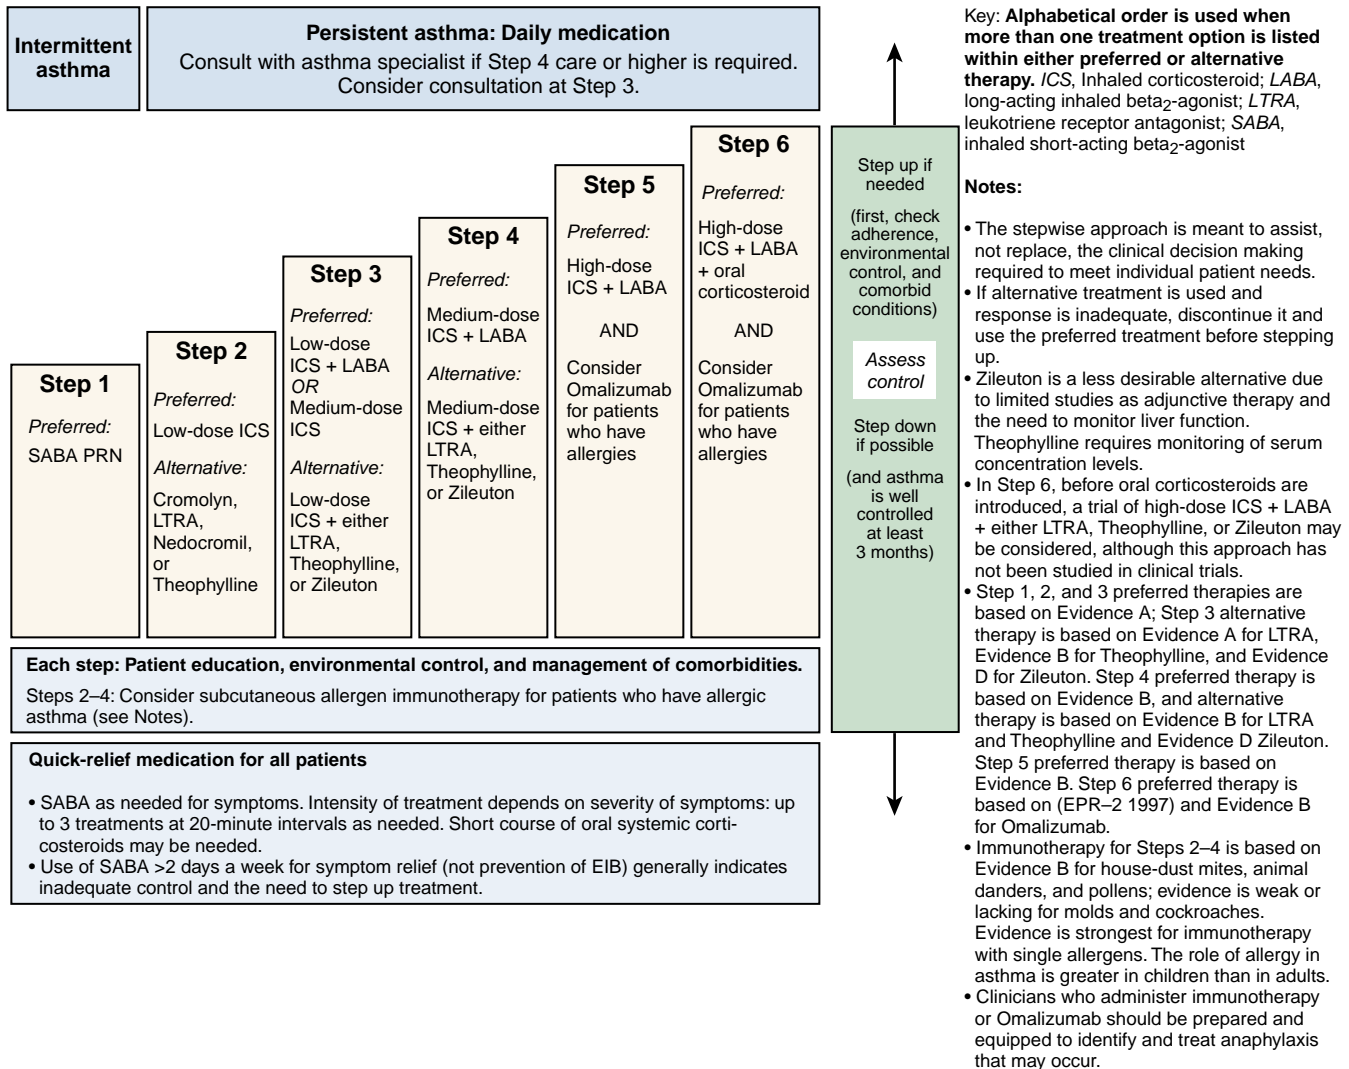 Intermittent
asthma
Persistent asthma: Daily medication
Consult with asthma specialist if Step 4 care or higher is required.
Consider consultation at Step 3.
Step 1
Preferred:
SABA PRN
Step 2
Preferred:
Low-dose ICS
Alternative:
Cromolyn,
LTRA,
Nedocromil,
or
Theophylline
Step 3
Preferred:
Low-dose
ICS + LABA
OR
Medium-dose
ICS
Alternative:
Low-dose
ICS + either
LTRA,
Theophylline,
or Zileuton
Step 4
Preferred:
Medium-dose
ICS + LABA
Alternative:
Medium-dose
ICS + either
LTRA,
Theophylline,
or Zileuton
Step 5
Preferred:
High-dose
ICS + LABA
AND
Consider
Omalizumab
for patients
who have
allergies
Step 6
Preferred:
High-dose
ICS + LABA
+ oral
corticosteroid
AND
Consider
Omalizumab
for patients
who have
allergies
Each step: Patient education, environmental control, and management of comorbidities.
Steps 2–4: Consider subcutaneous allergen immunotherapy for patients who have allergic
asthma (see Notes).
Quick-relief medication for all patients
• SABA as needed for symptoms. Intensity of treatment depends on severity of symptoms: up
to 3 treatments at 20-minute intervals as needed. Short course of oral systemic corti-
costeroids may be needed.
• Use of SABA >2 days a week for symptom relief (not prevention of EIB) generally indicates
inadequate control and the need to step up treatment.
Step up if
needed
(first, check
adherence,
environmental
control, and
comorbid
conditions)
Assess
control
Step down
if possible
(and asthma
is well
controlled
at least
3 months)
Key: Alphabetical order is used when
more than one treatment option is listed
within either preferred or alternative
therapy. ICS, Inhaled corticosteroid; LABA,
long-acting inhaled beta2-agonist; LTRA,
leukotriene receptor antagonist; SABA,
inhaled short-acting beta2-agonist
Notes:
• The stepwise approach is meant to assist,
not replace, the clinical decision making
required to meet individual patient needs.
• If alternative treatment is used and
response is inadequate, discontinue it and
use the preferred treatment before stepping
up.
• Zileuton is a less desirable alternative due
to limited studies as adjunctive therapy and
the need to monitor liver function.
Theophylline requires monitoring of serum
concentration levels.
• In Step 6, before oral corticosteroids are
introduced, a trial of high-dose ICS + LABA
+ either LTRA, Theophylline, or Zileuton may
be considered, although this approach has
not been studied in clinical trials.
• Step 1, 2, and 3 preferred therapies are
based on Evidence A; Step 3 alternative
therapy is based on Evidence A for LTRA,
Evidence B for Theophylline, and Evidence
D for Zileuton. Step 4 preferred therapy is
based on Evidence B, and alternative
therapy is based on Evidence B for LTRA
and Theophylline and Evidence D Zileuton.
Step 5 preferred therapy is based on
Evidence B. Step 6 preferred therapy is
based on (EPR–2 1997) and Evidence B
for Omalizumab.
• Immunotherapy for Steps 2–4 is based on
Evidence B for house-dust mites, animal
danders, and pollens; evidence is weak or
lacking for molds and cockroaches.
Evidence is strongest for immunotherapy
with single allergens. The role of allergy in
asthma is greater in children than in adults.
• Clinicians who administer immunotherapy
or Omalizumab should be prepared and
equipped to identify and treat anaphylaxis
that may occur.